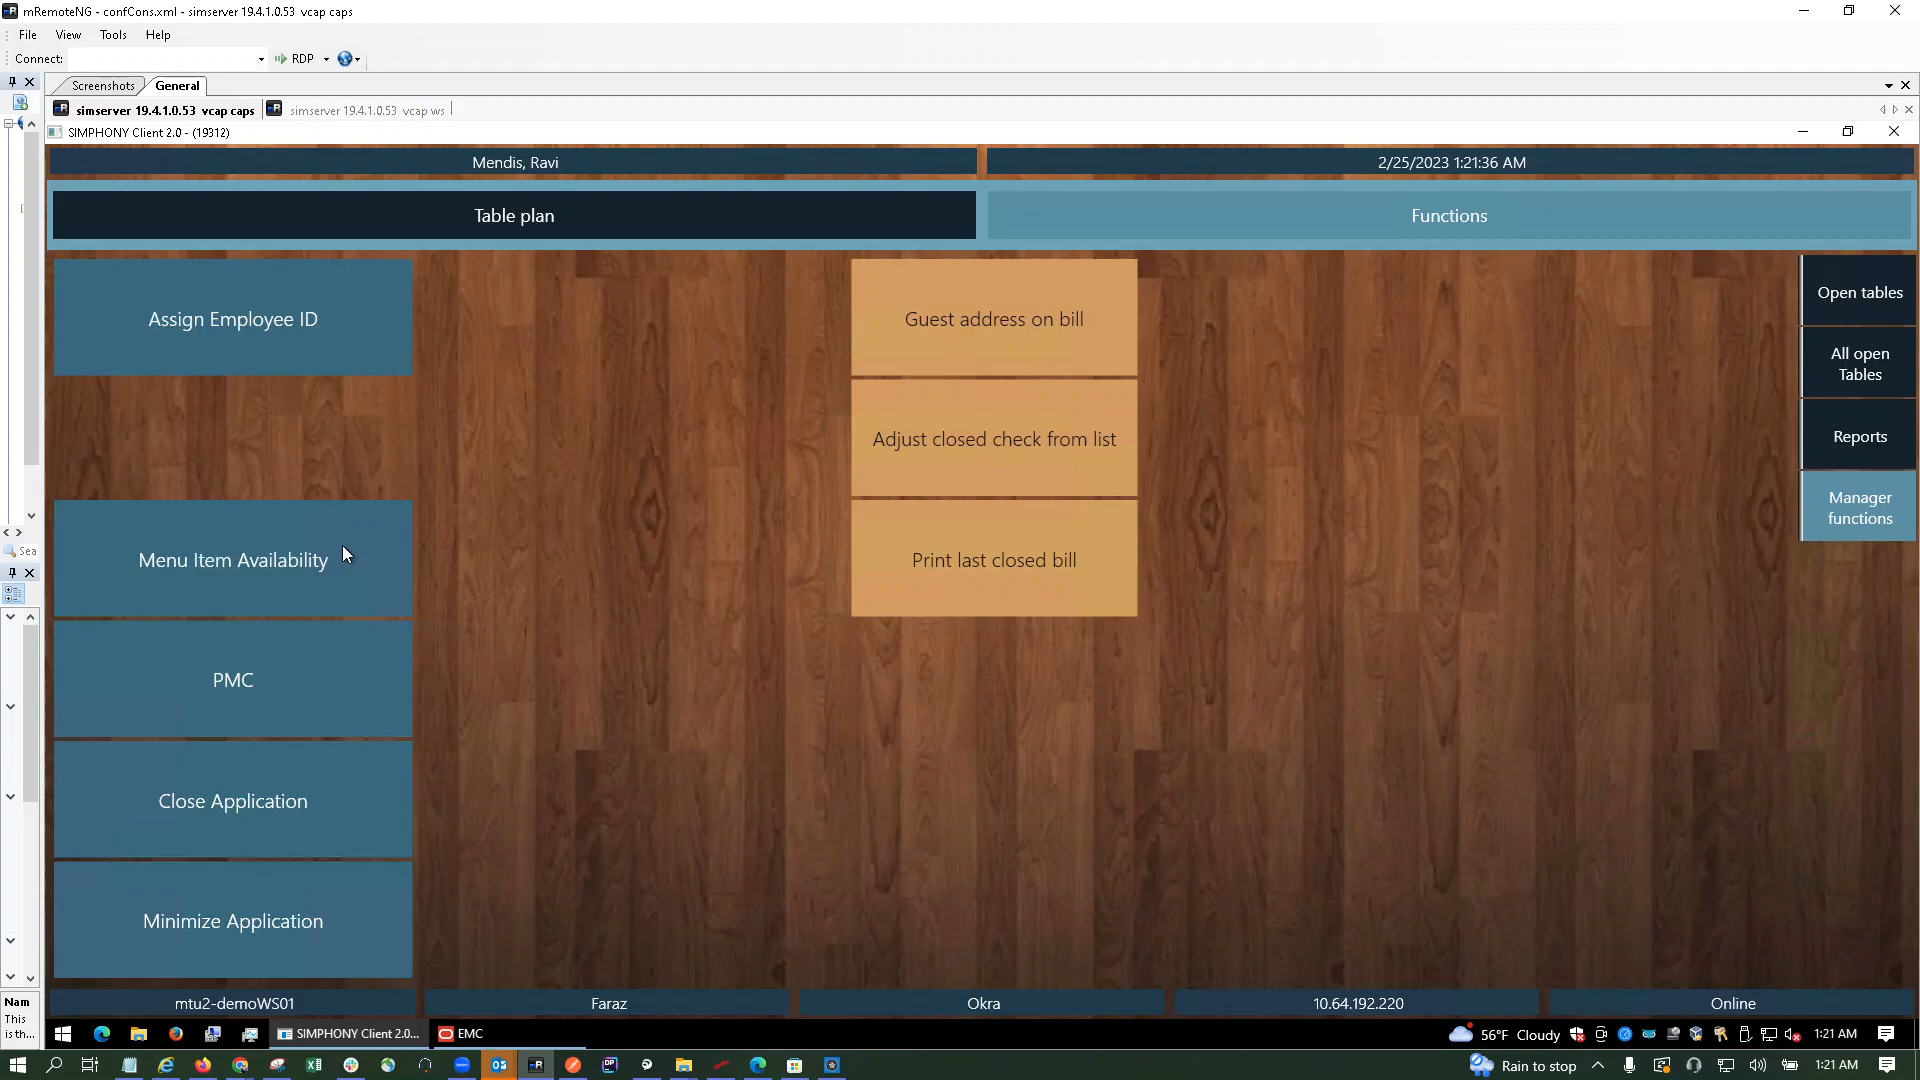 mRemoteNG - confCons.xml - simserver 19.4.1.0.53 vcap caps
File View Tools Help
Connect: RDP
Screenshots General
simserver 19.4.1.0.53 vcap caps simserver 19.4.1.0.53 vcap ws
SIMPHONY Client 2.0 - (19312)
Mendis, Ravi 2/25/2023 1:21:36 AM
Table plan Functions
Assign Employee ID
Menu Item Availability
PMC
Close Application
Minimize Application
Guest address on bill
Adjust closed check from list
Print last closed bill
Open tables
All open
Tables
Reports
Manager
functions
Sea
Nam
This
is th...
mtu2-demoWS01 Faraz Okra 10.64.192.220 Online
SIMPHONY Client 2.0... EMC 56°F Cloudy 1:21 AM
Rain to stop 1:21 AM